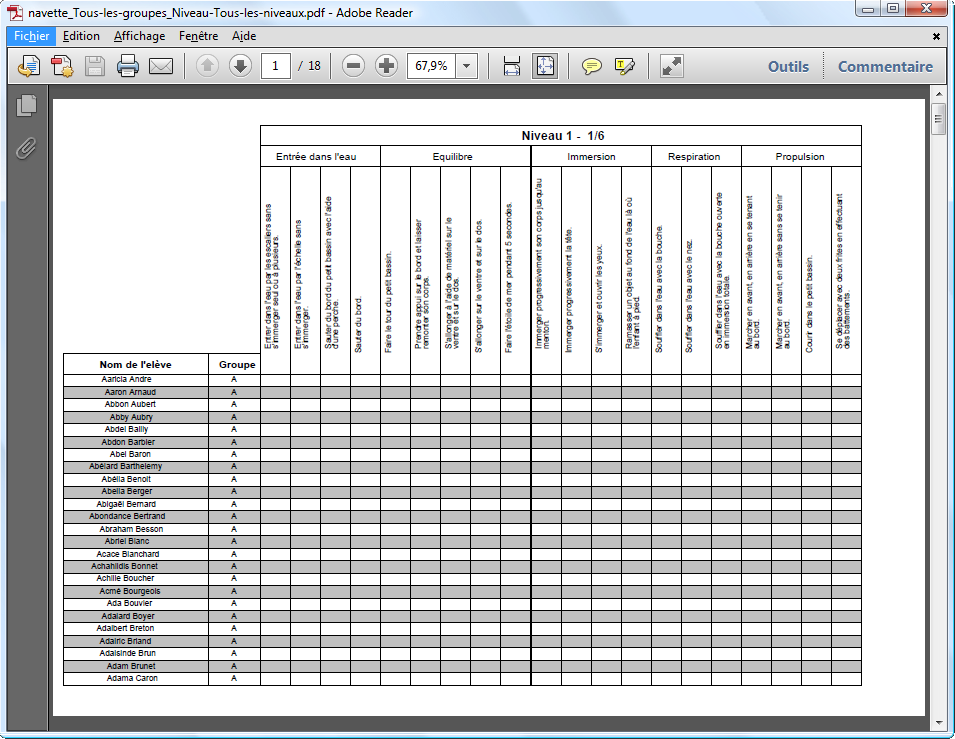 navette_Tous-les-groupes_Niveau-Tous-les-niveaux.pdf - Adobe Reader
Fichier Edition Affichage Fenêtre Aide
1 / 18 67,9% Outils Commentaire
Niveau 1 - 1/6
Entrée dans l'eau Equilibre Immersion Respiration Propulsion
Entrer dans l'eau par les escaliers sans
s'immerger seul ou à plusieurs.
Entrer dans l'eau par l'échelle sans
s'immerger.
Sauter du bord du petit bassin avec l'aide
d'une perche.
Sauter du bord.
Faire le tour du petit bassin.
Prendre appui sur le bord et laisser
remonter son corps.
S'allonger à l'aide de matériel sur le
ventre et sur le dos.
S'allonger sur le ventre et sur le dos.
Faire l'étoile de mer pendant 5 secondes.
Immerger progressivement son corps jusqu'au
menton.
Immerger progressivement la tête.
S'immerger et ouvrir les yeux.
Ramasser un objet au fond de l'eau là où
l'enfant à pied.
Souffler dans l'eau avec la bouche.
Souffler dans l'eau avec le nez.
Souffler dans l'eau avec la bouche ouverte
en immersion totale.
Marcher en avant, en arrière en se tenant
au bord.
Marcher en avant, en arrière sans se tenir
au bord.
Courir dans le petit bassin.
Se déplacer avec deux frites en effectuant
des battements.
Nom de l'elève Groupe
Aaricia Andre A
Aaron Arnaud A
Abbon Aubert A
Abby Aubry A
Abdel Bailly A
Abdon Barbier A
Abel Baron A
Abélard Barthelemy A
Abélia Benoit A
Abella Berger A
Abigaël Bernard A
Abondance Bertrand A
Abraham Besson A
Abriel Blanc A
Acace Blanchard A
Achahildis Bonnet A
Achille Boucher A
Acmé Bourgeois A
Ada Bouvier A
Adalard Boyer A
Adalbert Breton A
Adalric Briand A
Adalsinde Brun A
Adam Brunet A
Adama Caron A